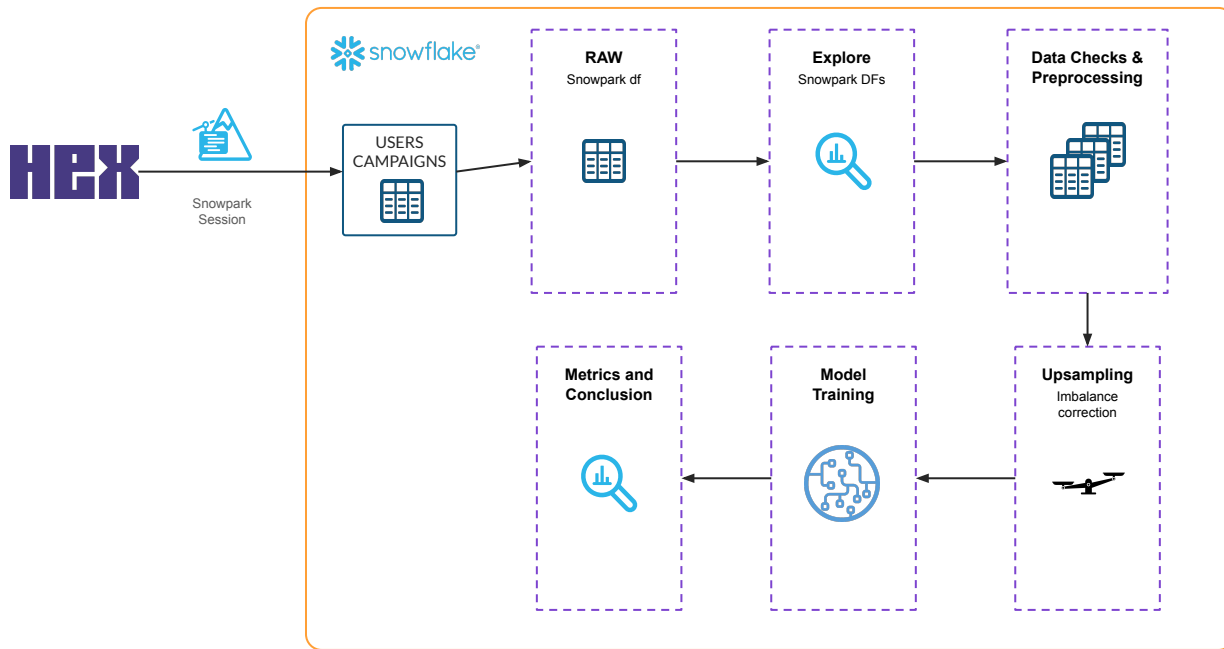 snowflake®
HEX
Snowpark
Session
USERS
CAMPAIGNS
RAW
Snowpark df
Explore
Snowpark DFs
Data Checks &
Preprocessing
Metrics and
Conclusion
Model
Training
Upsampling
Imbalance
correction